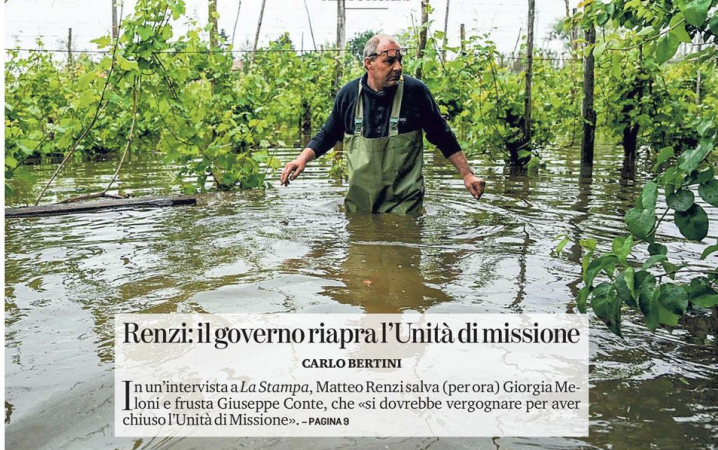 Renzi: il governo riapra l'Unità di missione
CARLO BERTINI
In un'intervista a La Stampa, Matteo Renzi salva (per ora) Giorgia Me-
loni e frusta Giuseppe Conte, che «si dovrebbe vergognare per aver
chiuso l'Unità di Missione». – PAGINA 9